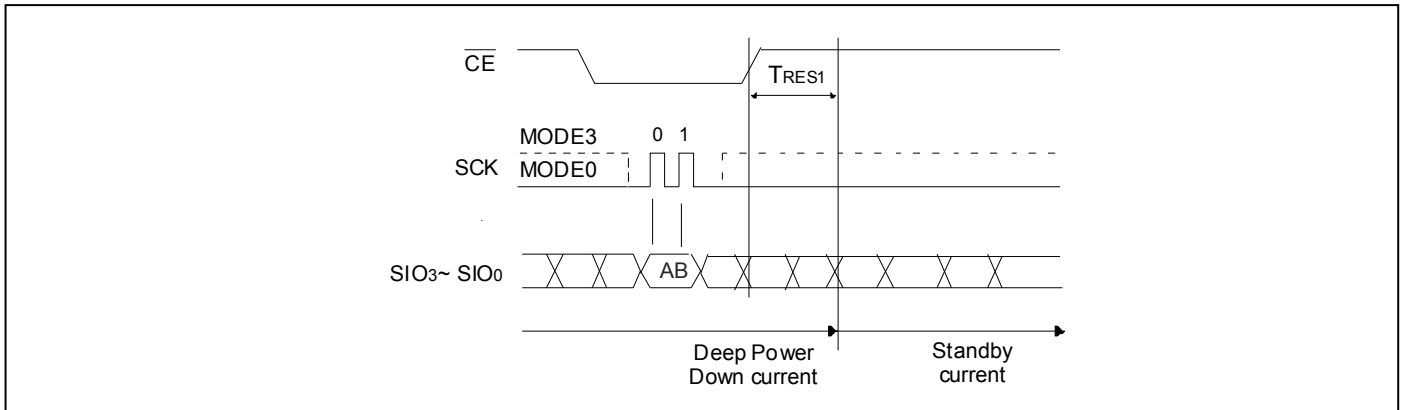 CE
TRES1
MODE3 0 1
SCK MODE0
SIO3~ SIO0 AB
Deep Power Standby
Down current current